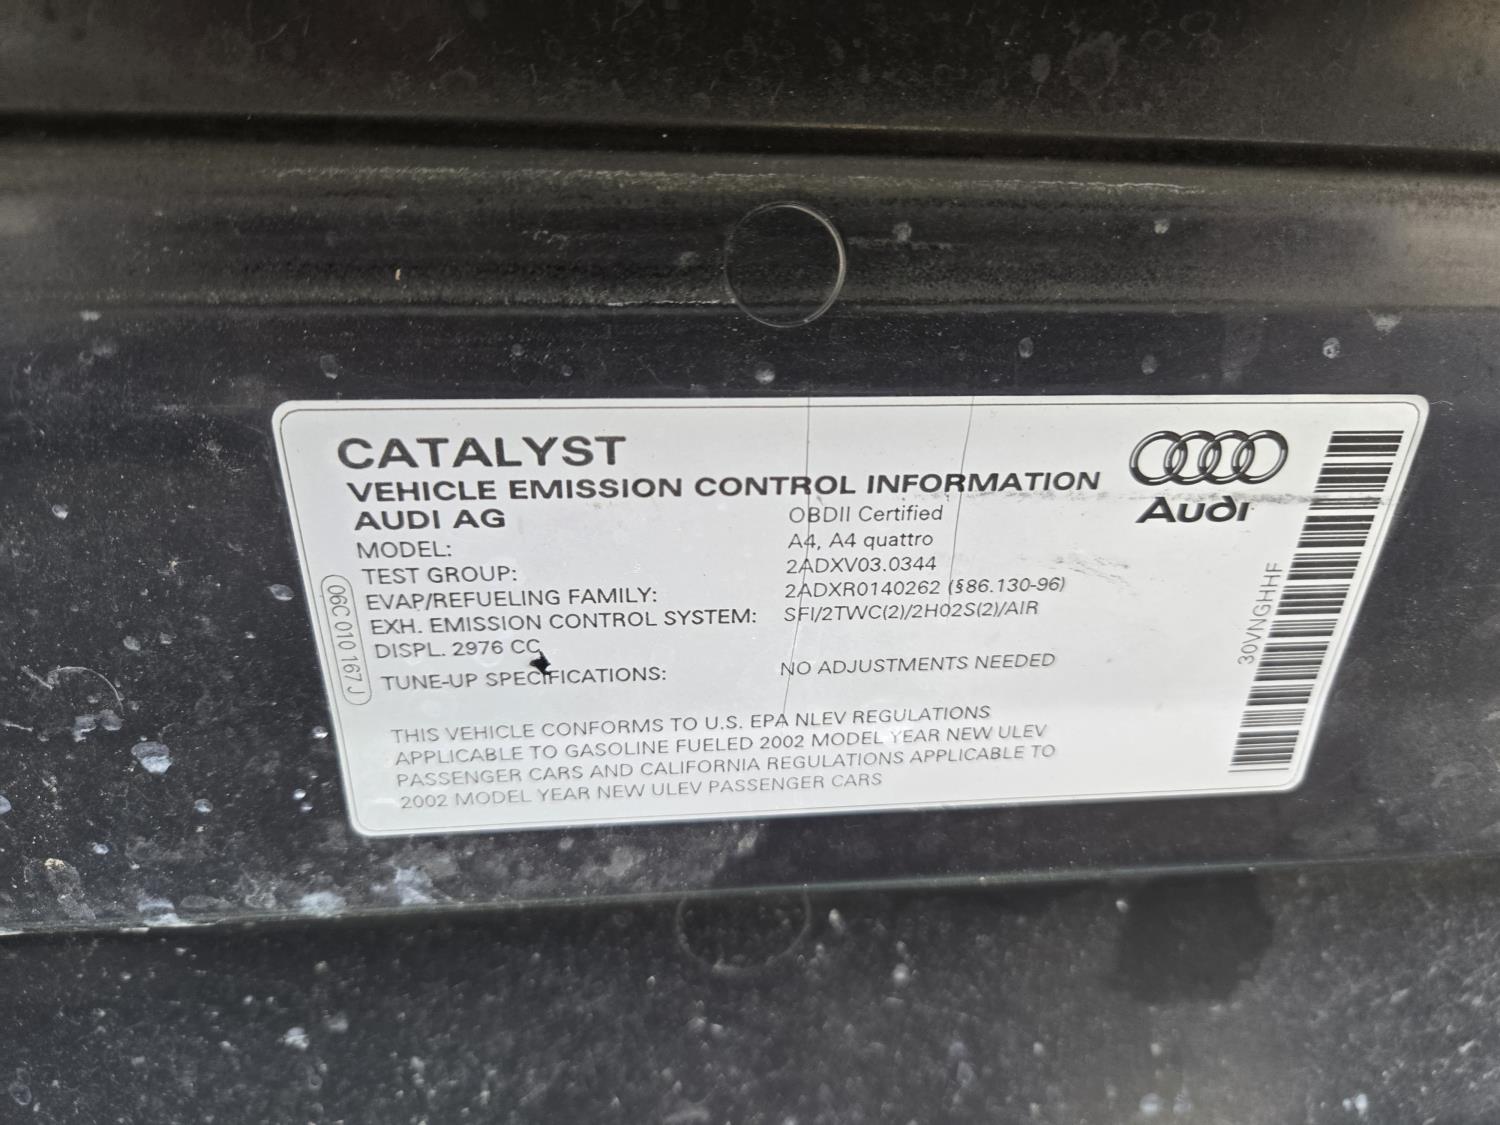 CATALYST
VEHICLE EMISSION CONTROL INFORMATION
AUDI AG
OBDII Certified
MODEL: A4, A4 quattro
TEST GROUP: 2ADXV03.0344
EVAP/REFUELING FAMILY: 2ADXR0140262 (§86.130-96)
EXH. EMISSION CONTROL SYSTEM: SFI/2TWC(2)/2HO2S(2)/AIR
DISPL. 2976 CC
TUNE-UP SPECIFICATIONS: NO ADJUSTMENTS NEEDED
THIS VEHICLE CONFORMS TO U.S. EPA NLEV REGULATIONS
APPLICABLE TO GASOLINE FUELED 2002 MODEL YEAR NEW ULEV
PASSENGER CARS AND CALIFORNIA REGULATIONS APPLICABLE TO
2002 MODEL YEAR NEW ULEV PASSENGER CARS
06C 010 167 J
Audi
30VNGHHF